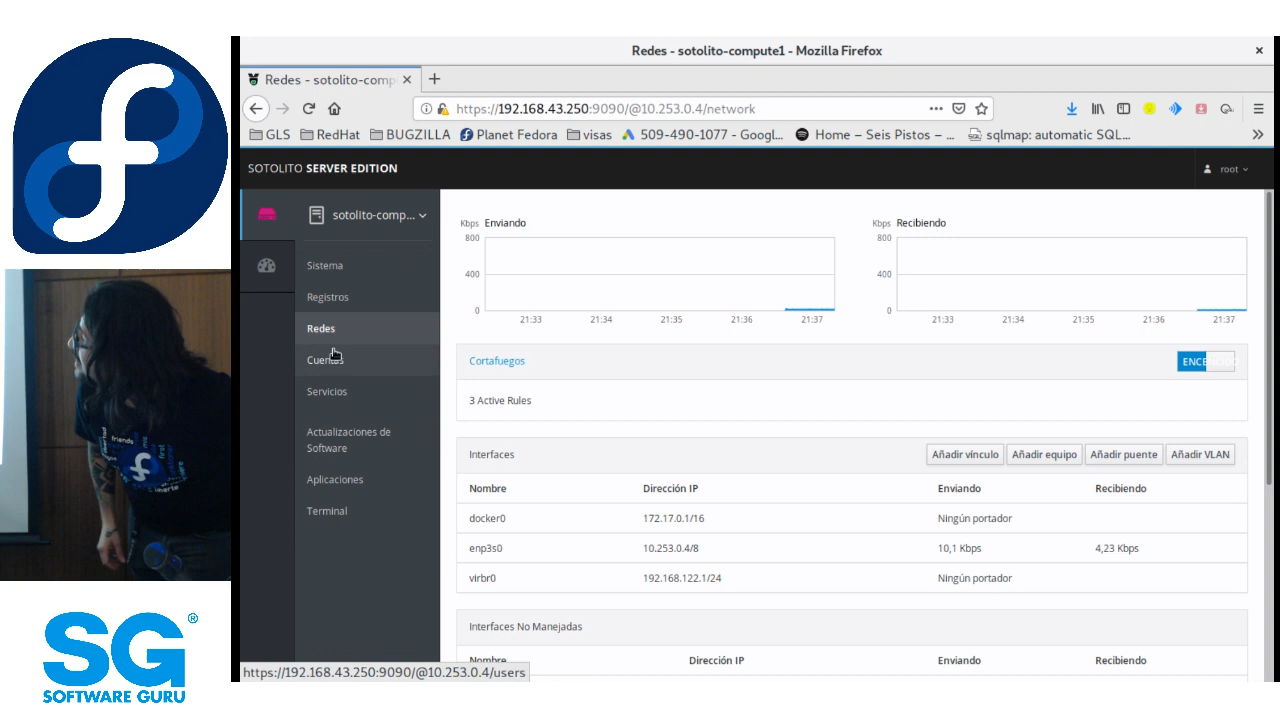 Redes - sotolito-compute1 - Mozilla Firefox
Redes - sotolito-comp
https://192.168.43.250:9090/@10.253.0.4/network
GLS RedHat BUGZILLA Planet Fedora visas 509-490-1077 - Googl... Home – Seis Pistos – ... sqlmap: automatic SQL...
SOTOLITO SERVER EDITION
root
sotolito-comp...
Sistema
Registros
Redes
Cuentas
Servicios
Actualizaciones de
Software
Aplicaciones
Terminal
Kbps Enviando
800
400
0
21:33 21:34 21:35 21:36 21:37
Kbps Recibiendo
800
400
0
21:33 21:34 21:35 21:36 21:37
Cortafuegos
ENCE
3 Active Rules
Interfaces
Añadir vínculo Añadir equipo Añadir puente Añadir VLAN
Nombre Dirección IP Enviando Recibiendo
docker0 172.17.0.1/16 Ningún portador
enp3s0 10.253.0.4/8 10,1 Kbps 4,23 Kbps
virbr0 192.168.122.1/24 Ningún portador
Interfaces No Manejadas
Nombre Dirección IP Enviando Recibiendo
https://192.168.43.250:9090/@10.253.0.4/users
friends
first
SG®
SOFTWARE GURU